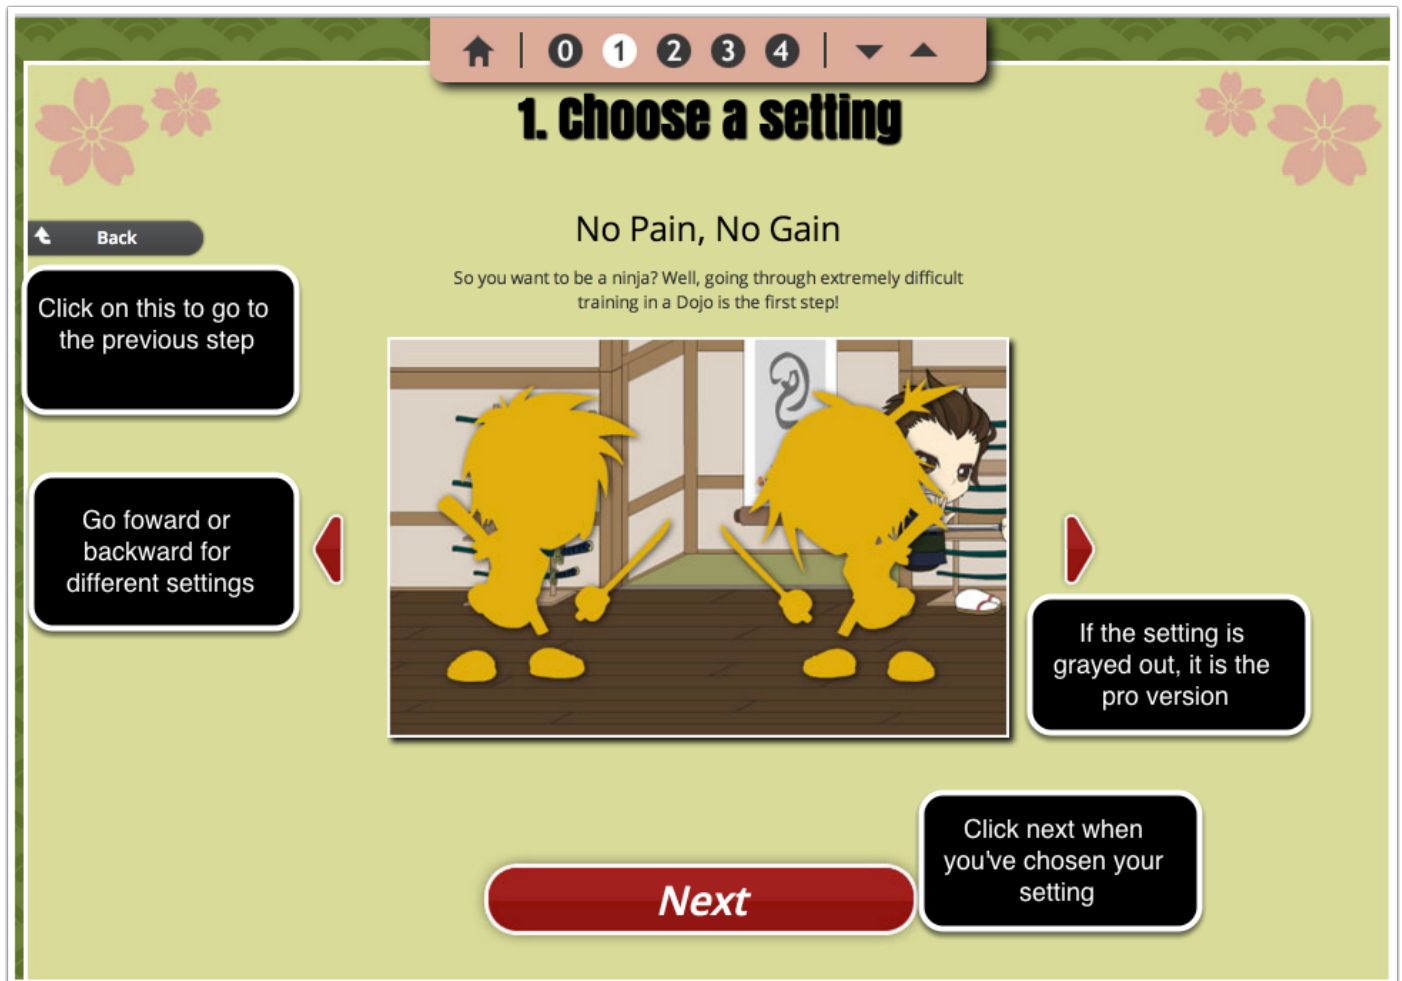 0 1 2 3 4
1. Choose a setting
Back
No Pain, No Gain
So you want to be a ninja? Well, going through extremely difficult
training in a Dojo is the first step!
Click on this to go to
the previous step
Go foward or
backward for
different settings
If the setting is
grayed out, it is the
pro version
Click next when
you've chosen your
setting
Next